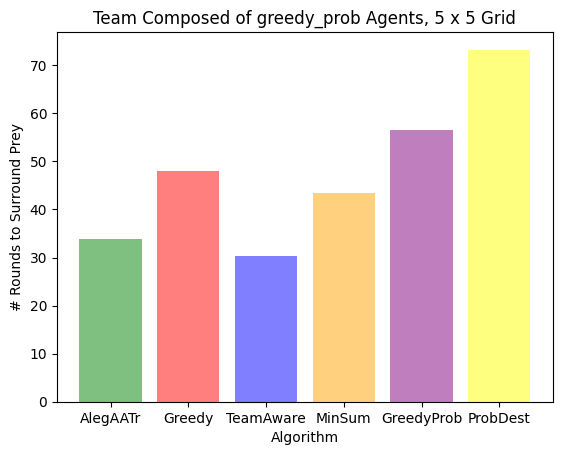 Team Composed of greedy_prob Agents, 5 x 5 Grid
# Rounds to Surround Prey
70
60
50
40
30
20
10
0
AlegAATr Greedy TeamAware MinSum GreedyProb ProbDest
Algorithm